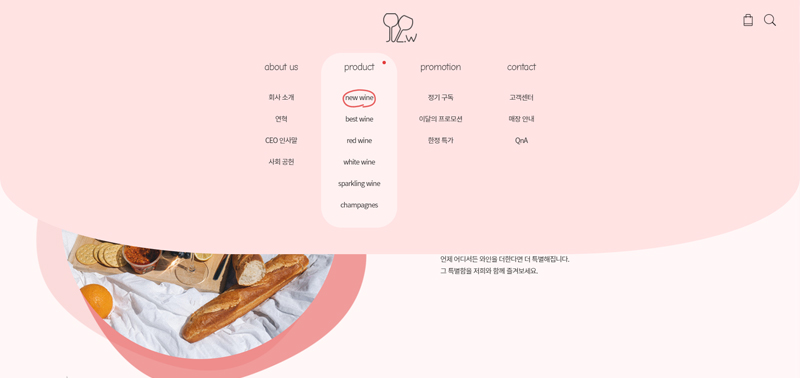 JLW
about us
product
promotion
contact
회사 소개
연혁
CEO 인사말
사회 공헌
new wine
best wine
red wine
white wine
sparkling wine
champagnes
정기 구독
이달의 프로모션
한정 특가
고객센터
매장 안내
QnA
언제 어디서든 와인을 더한다면 더 특별해집니다.
그 특별함을 저희와 함께 즐겨보세요.